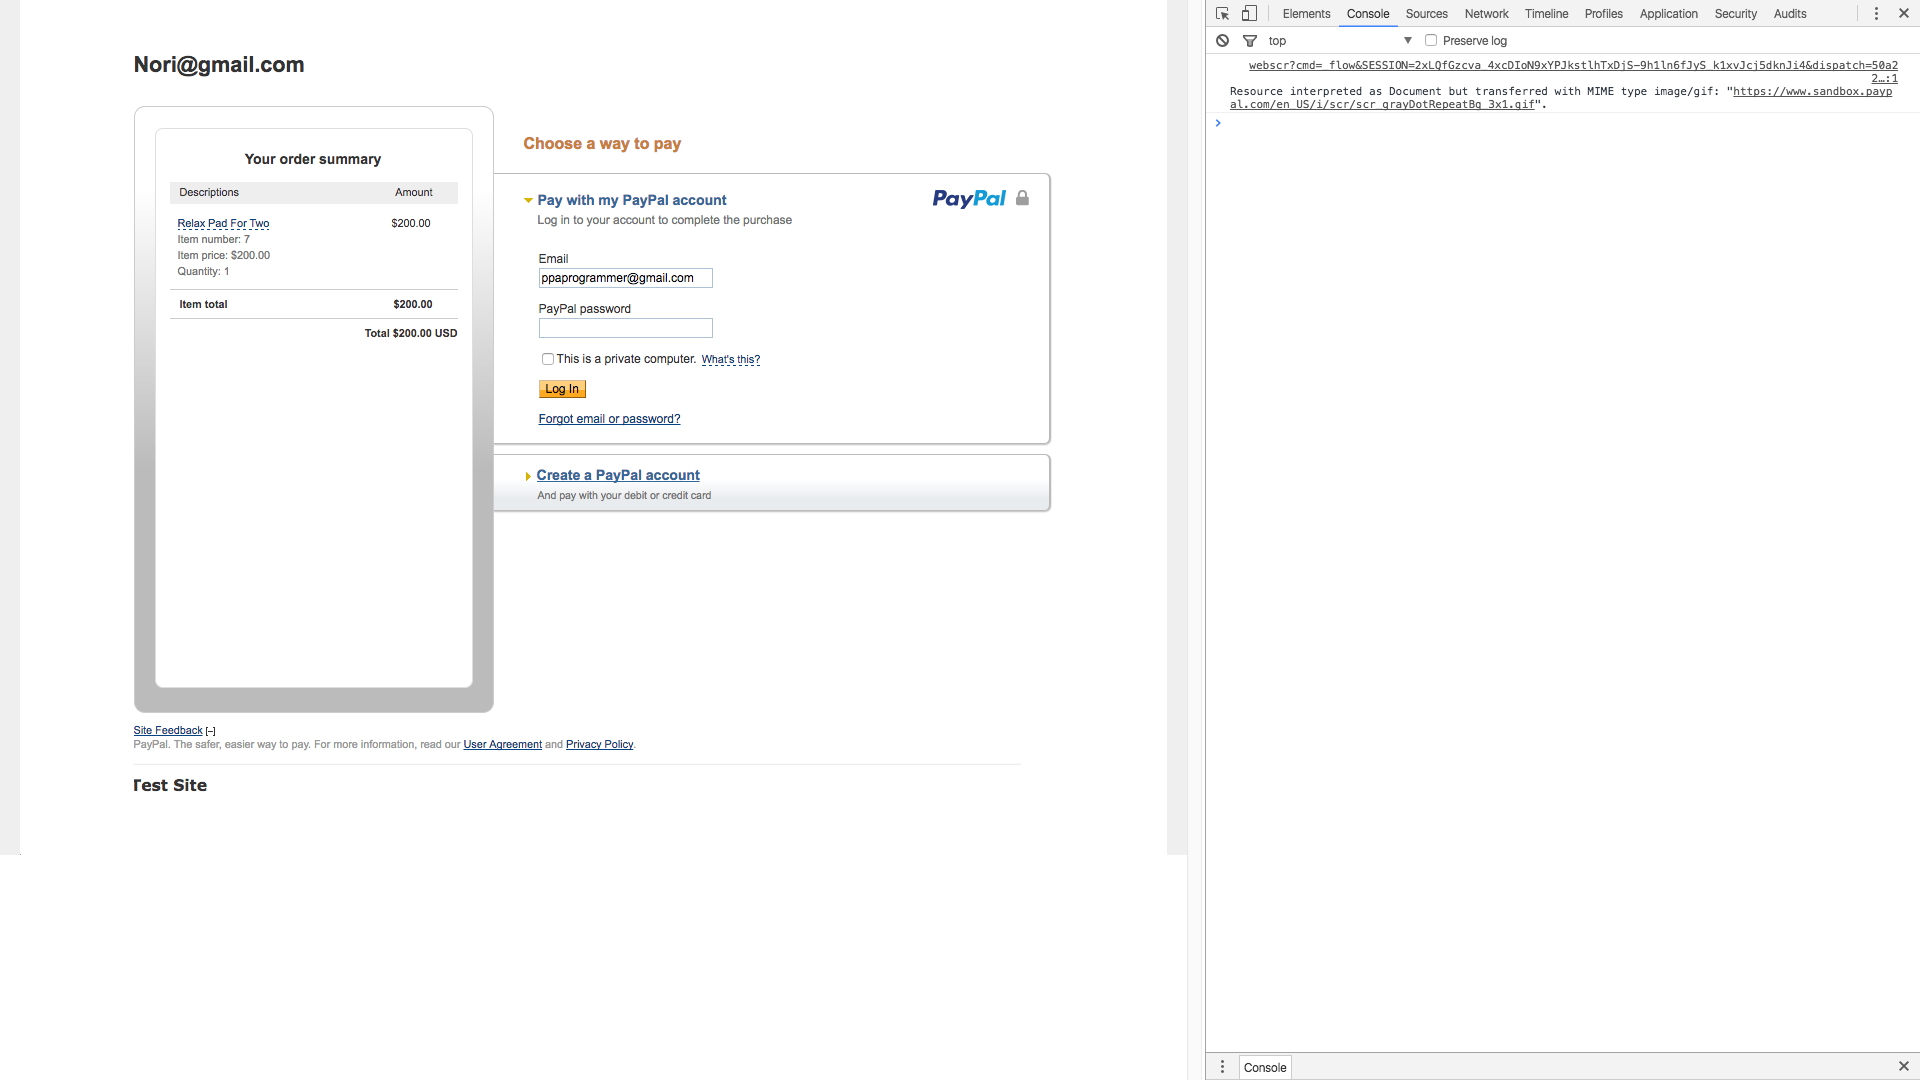 Nori@gmail.com
Your order summary
Descriptions Amount
Relax Pad For Two $200.00
Item number: 7
Item price: $200.00
Quantity: 1
Item total $200.00
Total $200.00 USD
Choose a way to pay
Pay with my PayPal account PayPal
Log in to your account to complete the purchase
Email
ppaprogrammer@gmail.com
PayPal password
This is a private computer. What's this?
Log In
Forgot email or password?
Create a PayPal account
And pay with your debit or credit card
Site Feedback [–]
PayPal. The safer, easier way to pay. For more information, read our User Agreement and Privacy Policy.
Test Site
Elements Console Sources Network Timeline Profiles Application Security Audits
top Preserve log
webscr?cmd=_flow&SESSION=2xLQfGzcva_4xcDIoN9xYPJkstlhTxDjS-9h1ln6fJyS_k1xvJcj5dknJi4&dispatch=50a2
2…:1
Resource interpreted as Document but transferred with MIME type image/gif: "https://www.sandbox.payp
al.com/en_US/i/scr/scr_grayDotRepeatBg_3x1.gif".
Console